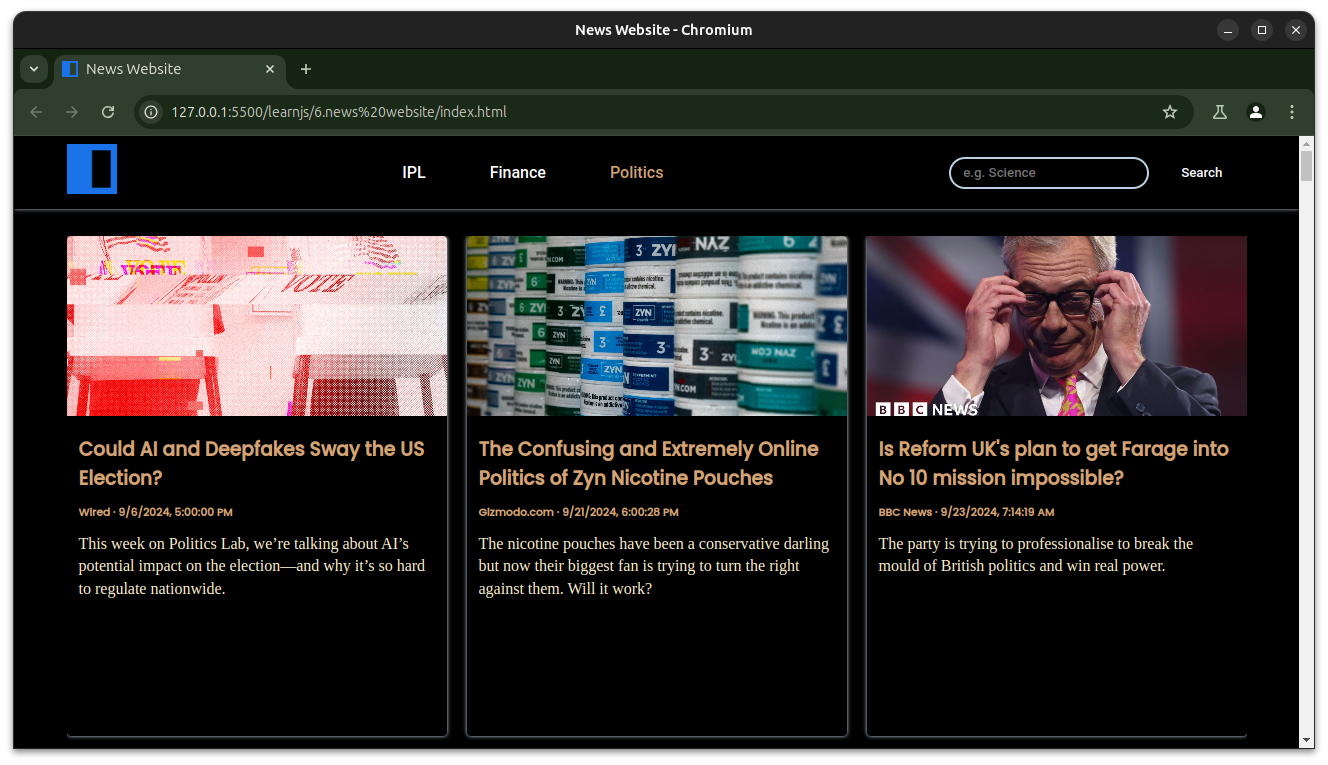 News Website - Chromium
News Website
127.0.0.1:5500/learnjs/6.news%20website/index.html
IPL
Finance
Politics
e.g. Science
Search
VOTE
VOTE
3 ZYN
ZYN
BBC NEWS
Could AI and Deepfakes Sway the US
Election?
Wired · 9/6/2024, 5:00:00 PM
This week on Politics Lab, we’re talking about AI’s
potential impact on the election—and why it’s so hard
to regulate nationwide.
The Confusing and Extremely Online
Politics of Zyn Nicotine Pouches
Gizmodo.com · 9/21/2024, 6:00:28 PM
The nicotine pouches have been a conservative darling
but now their biggest fan is trying to turn the right
against them. Will it work?
Is Reform UK's plan to get Farage into
No 10 mission impossible?
BBC News · 9/23/2024, 7:14:19 AM
The party is trying to professionalise to break the
mould of British politics and win real power.